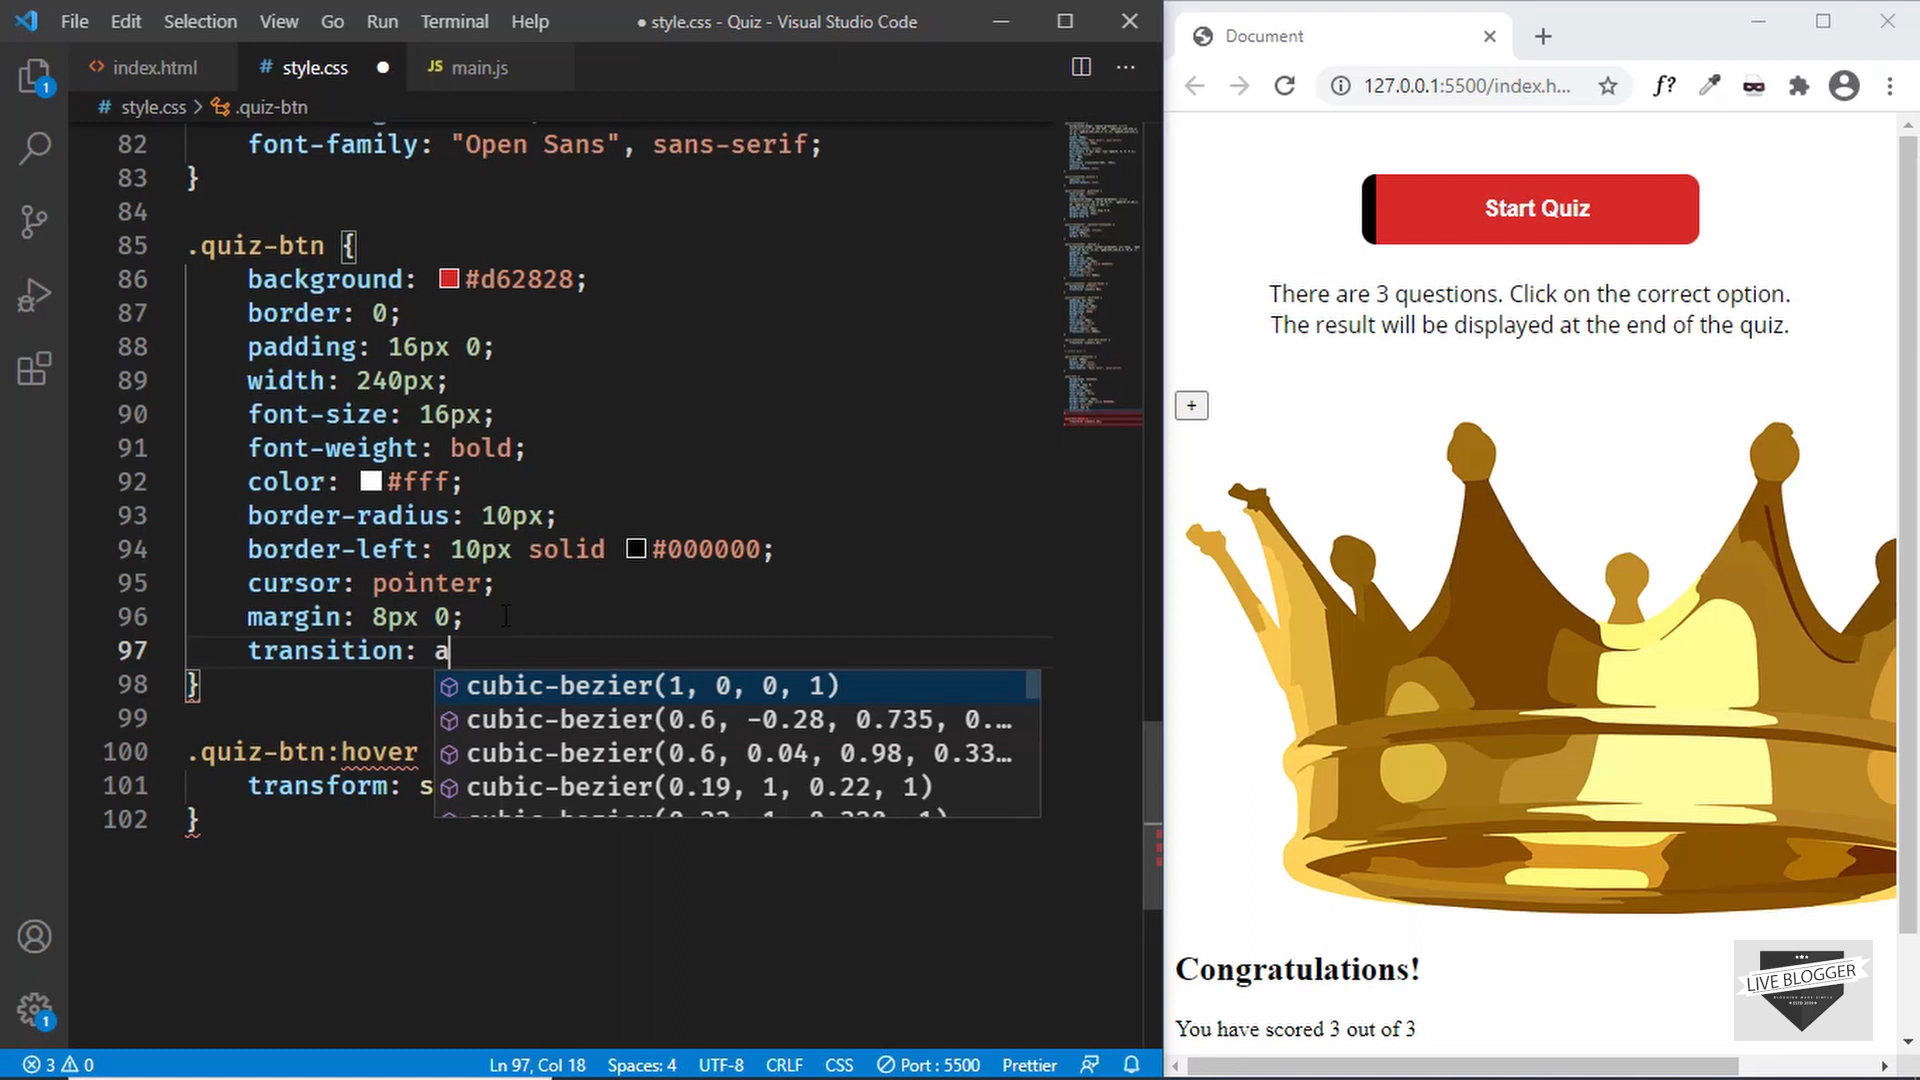 File Edit Selection View Go Run Terminal Help
● style.css - Quiz - Visual Studio Code
index.html
# style.css ●
JS main.js
# style.css > .quiz-btn
82 font-family: "Open Sans", sans-serif;
83 }
84
85 .quiz-btn {
86 background: #d62828;
87 border: 0;
88 padding: 16px 0;
89 width: 240px;
90 font-size: 16px;
91 font-weight: bold;
92 color: #fff;
93 border-radius: 10px;
94 border-left: 10px solid #000000;
95 cursor: pointer;
96 margin: 8px 0;
97 transition: a
98 }
cubic-bezier(1, 0, 0, 1)
99
cubic-bezier(0.6, -0.28, 0.735, 0.…
100 .quiz-btn:hover
cubic-bezier(0.6, 0.04, 0.98, 0.33…
101 transform: s
cubic-bezier(0.19, 1, 0.22, 1)
102 }
1
1
3 0
Ln 97, Col 18
Spaces: 4
UTF-8
CRLF
CSS
Port : 5500
Prettier
Document
127.0.0.1:5500/index.h...
f?
Start Quiz
There are 3 questions. Click on the correct option.
The result will be displayed at the end of the quiz.
+
Congratulations!
You have scored 3 out of 3
LIVE BLOGGER